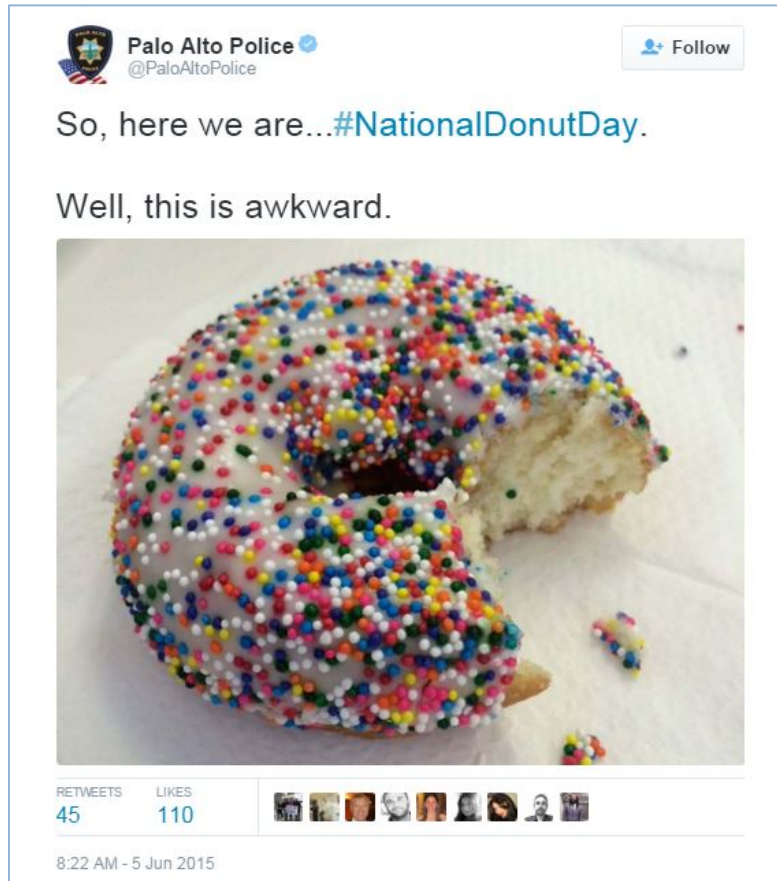 Palo Alto Police
@PaloAltoPolice
Follow
So, here we are...#NationalDonutDay.
Well, this is awkward.
RETWEETS LIKES
45 110
8:22 AM - 5 Jun 2015